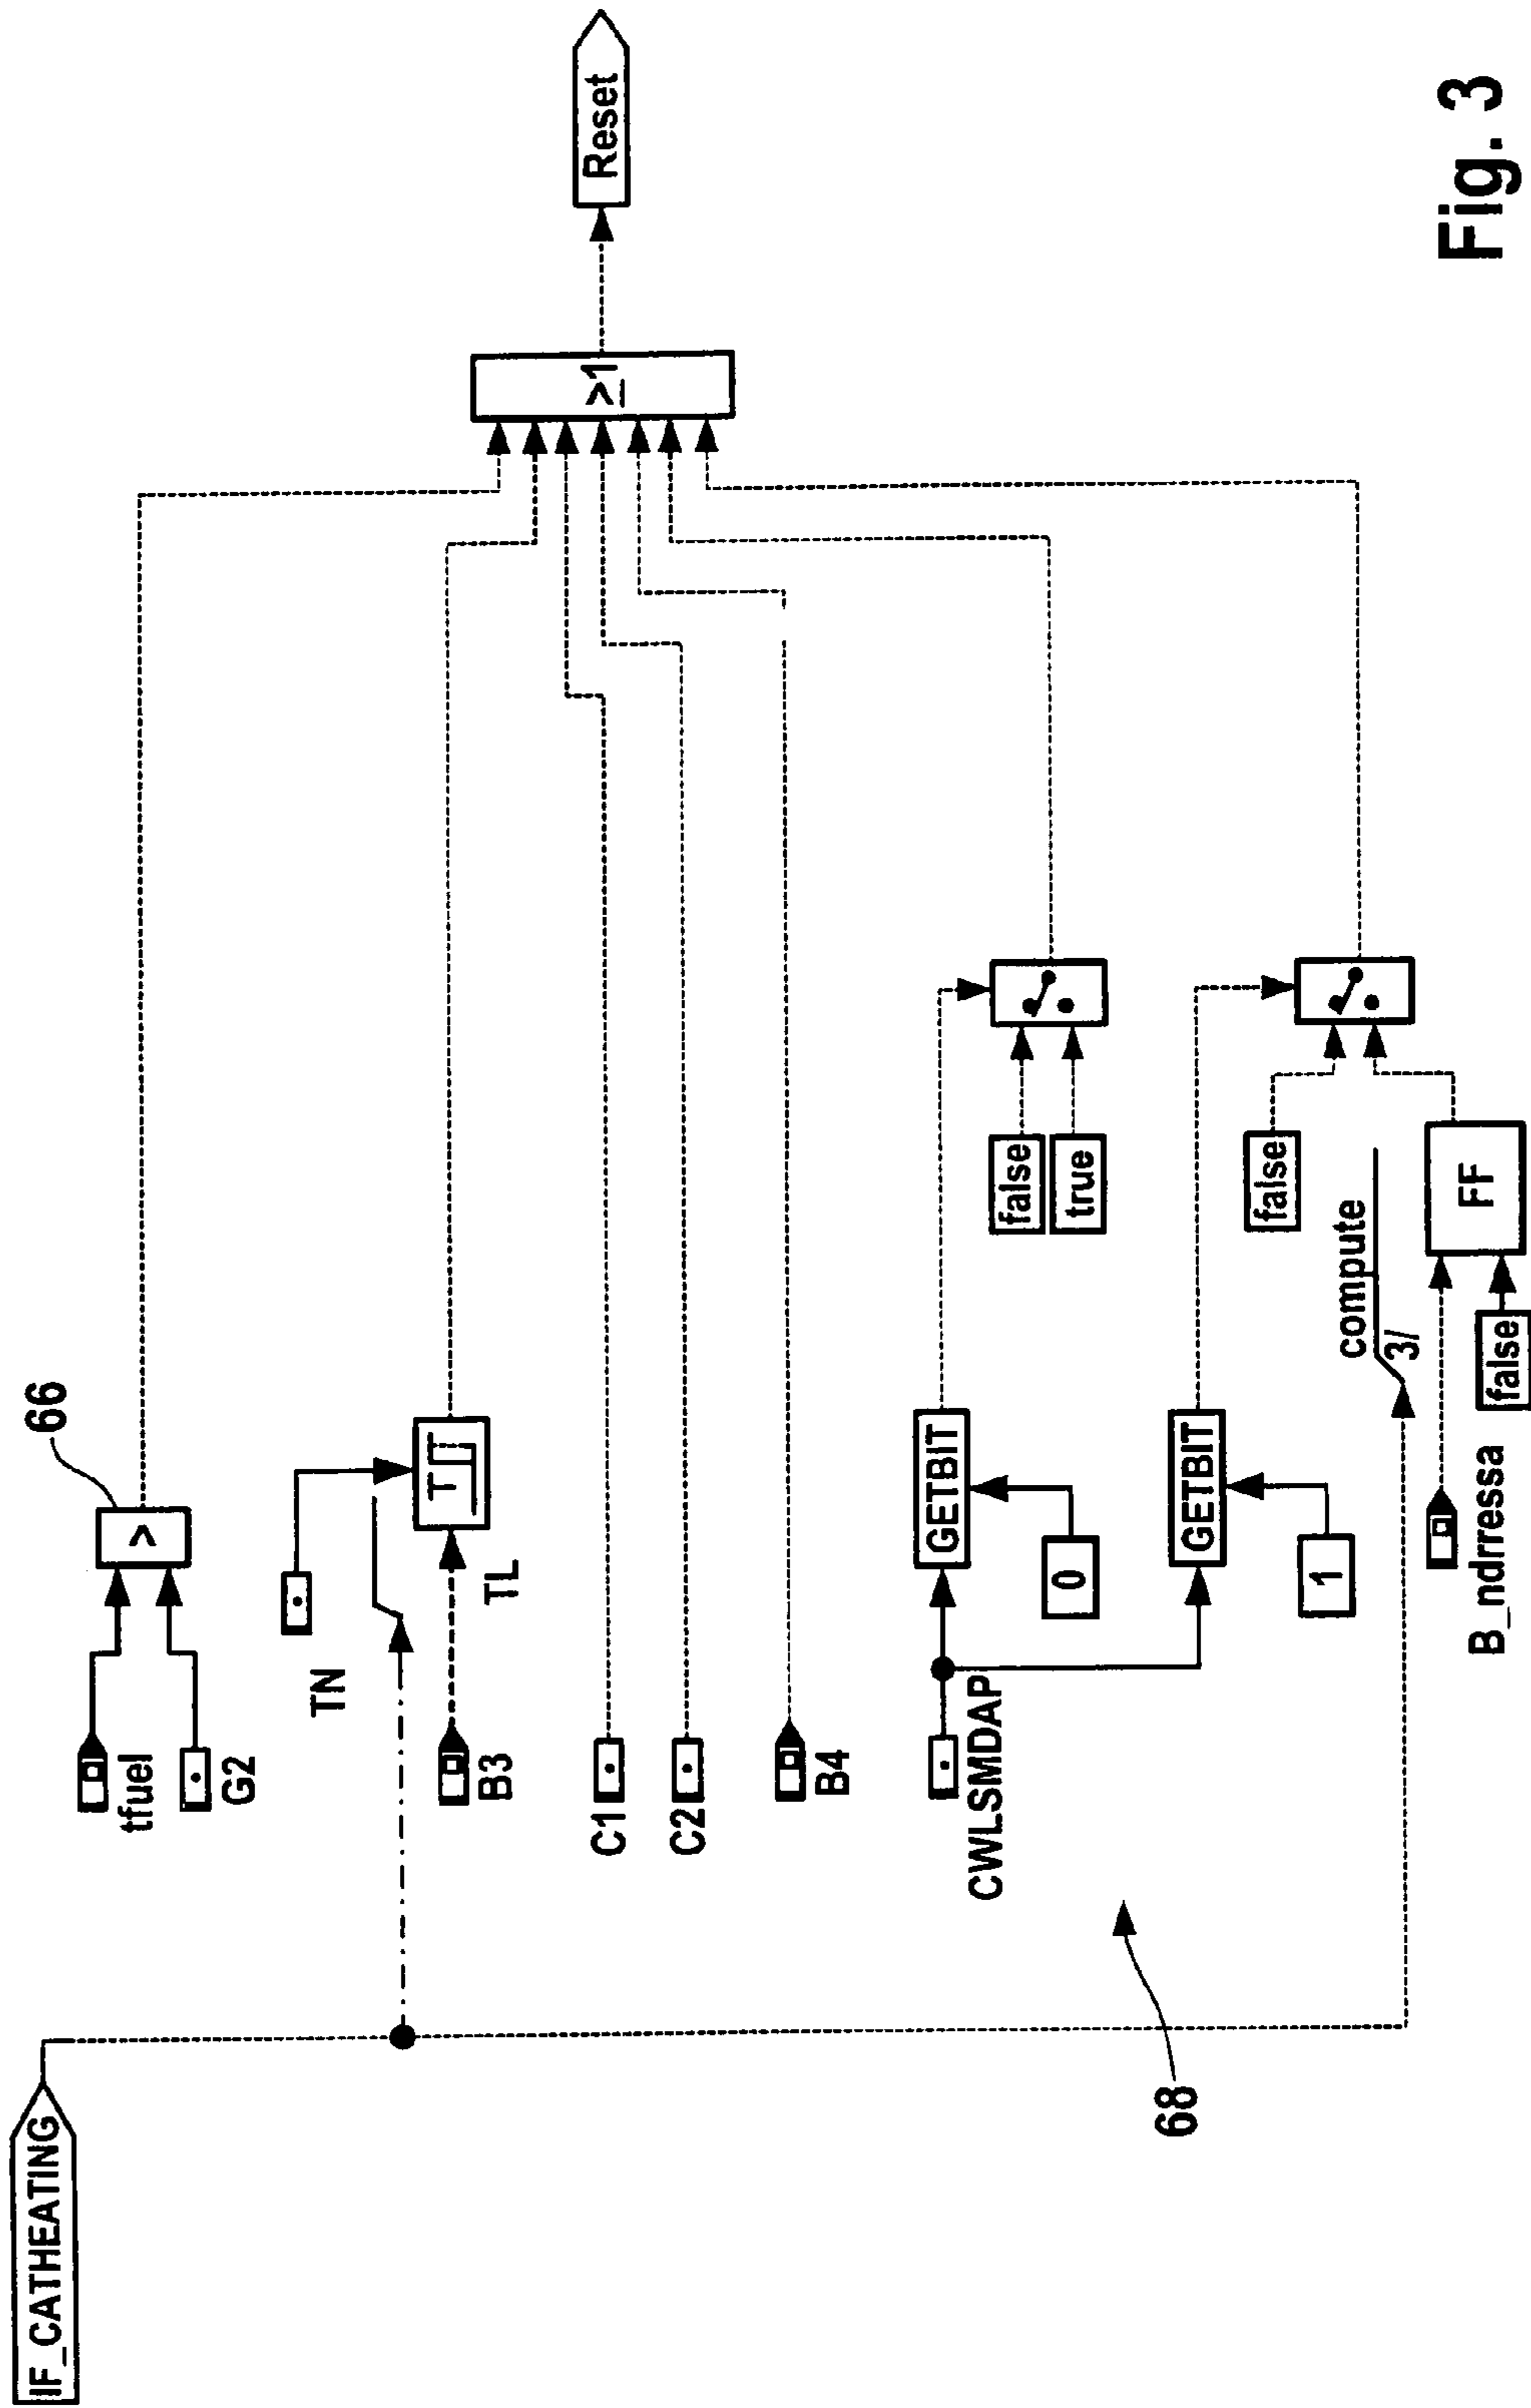 IF_CATHEATING
66
tfuel
G2
>
TN
T
TL
B3
C1
C2
B4
≥1
Reset
CWLSMDAP
GETBIT
0
false
true
GETBIT
1
false
compute
3/
B_ndrressa
false
FF
68
Fig. 3